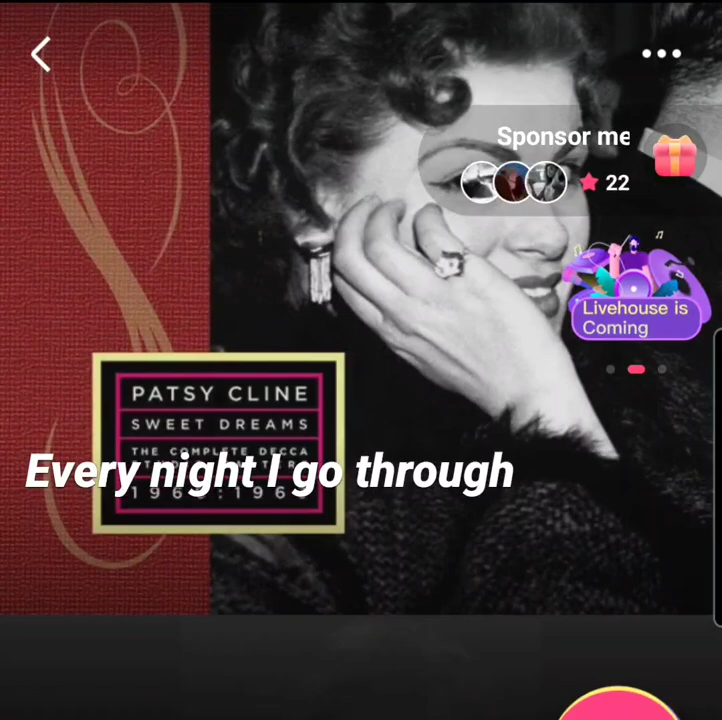 Sponsor me
22
Livehouse is
Coming
PATSY CLINE
SWEET DREAMS
THE COMPLETE DECCA
Every night I go through